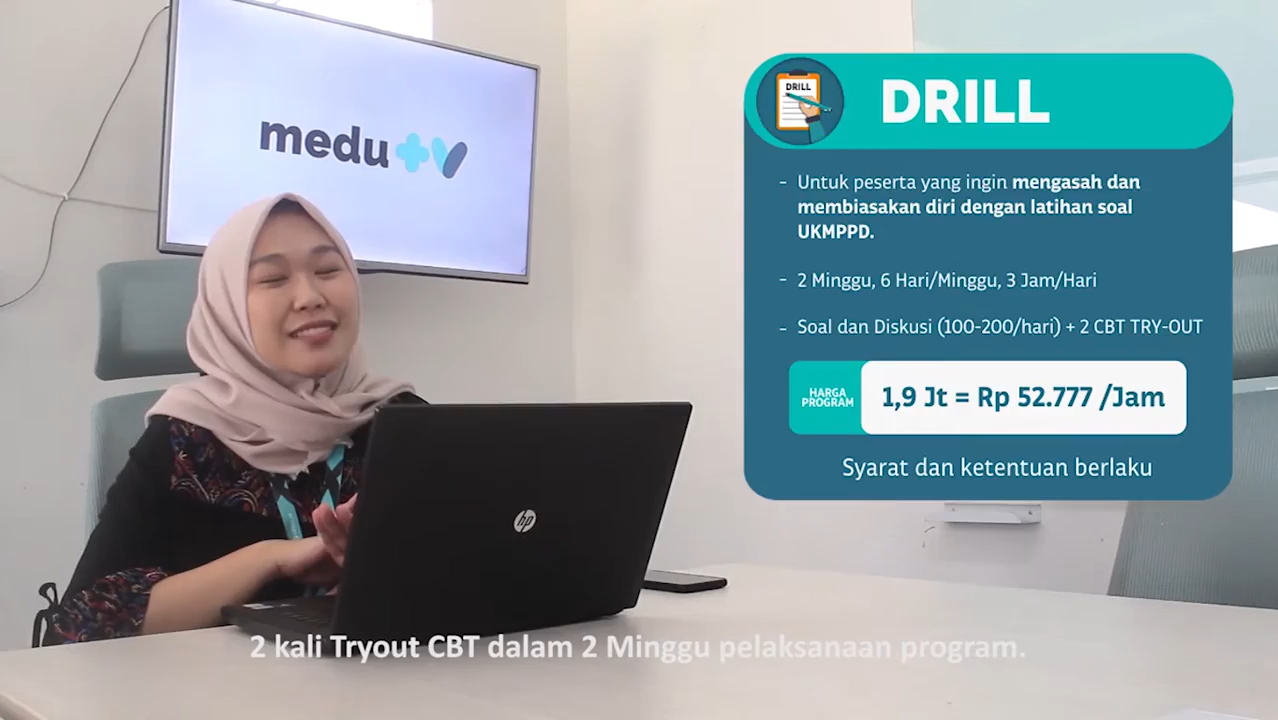 medu
DRILL
DRILL
- Untuk peserta yang ingin mengasah dan
membiasakan diri dengan latihan soal
UKMPPD.
- 2 Minggu, 6 Hari/Minggu, 3 Jam/Hari
- Soal dan Diskusi (100-200/hari) + 2 CBT TRY-OUT
HARGA
PROGRAM
1,9 Jt = Rp 52.777 /Jam
Syarat dan ketentuan berlaku
hp
2 kali Tryout CBT dalam 2 Minggu pelaksanaan program.